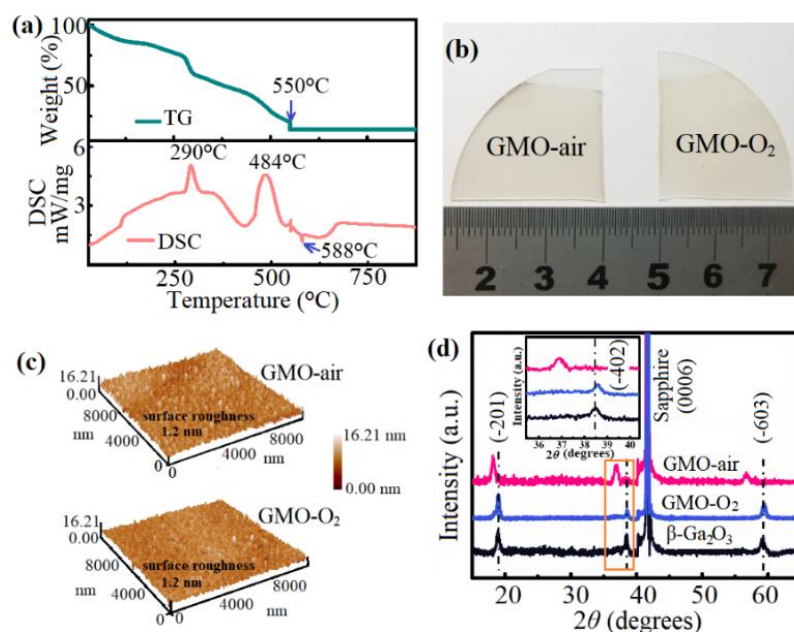 (a)
100
50
Weight (%)
550°C
TG
6
3
DSC
mW/mg
290°C
484°C
588°C
DSC
250
500
750
Temperature (°C)
(b)
GMO-air
GMO-O₂
2 3 4 5 6 7
(c)
GMO-air
16.21
0.00
8000
nm
4000
0
surface roughness
1.2 nm
0
4000
8000
nm
16.21 nm
0.00 nm
GMO-O₂
16.21
0.00
8000
nm
4000
0
surface roughness
1.2 nm
0
4000
8000
nm
(d)
Intensity (a.u.)
(-201)
Intensity (a.u.)
(-402)
36 37 38 39 40
2θ (degrees)
Sapphire
(0006)
(-603)
GMO-air
GMO-O₂
β-Ga₂O₃
20 30 40 50 60
2θ (degrees)